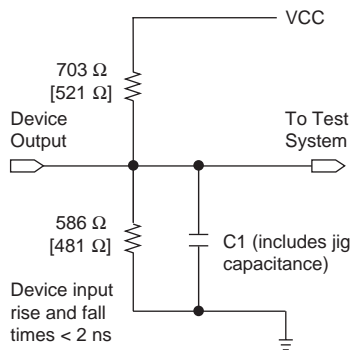 VCC
703 Ω
[521 Ω]
Device
Output
To Test
System
586 Ω
[481 Ω]
C1 (includes jig
capacitance)
Device input
rise and fall
times < 2 ns